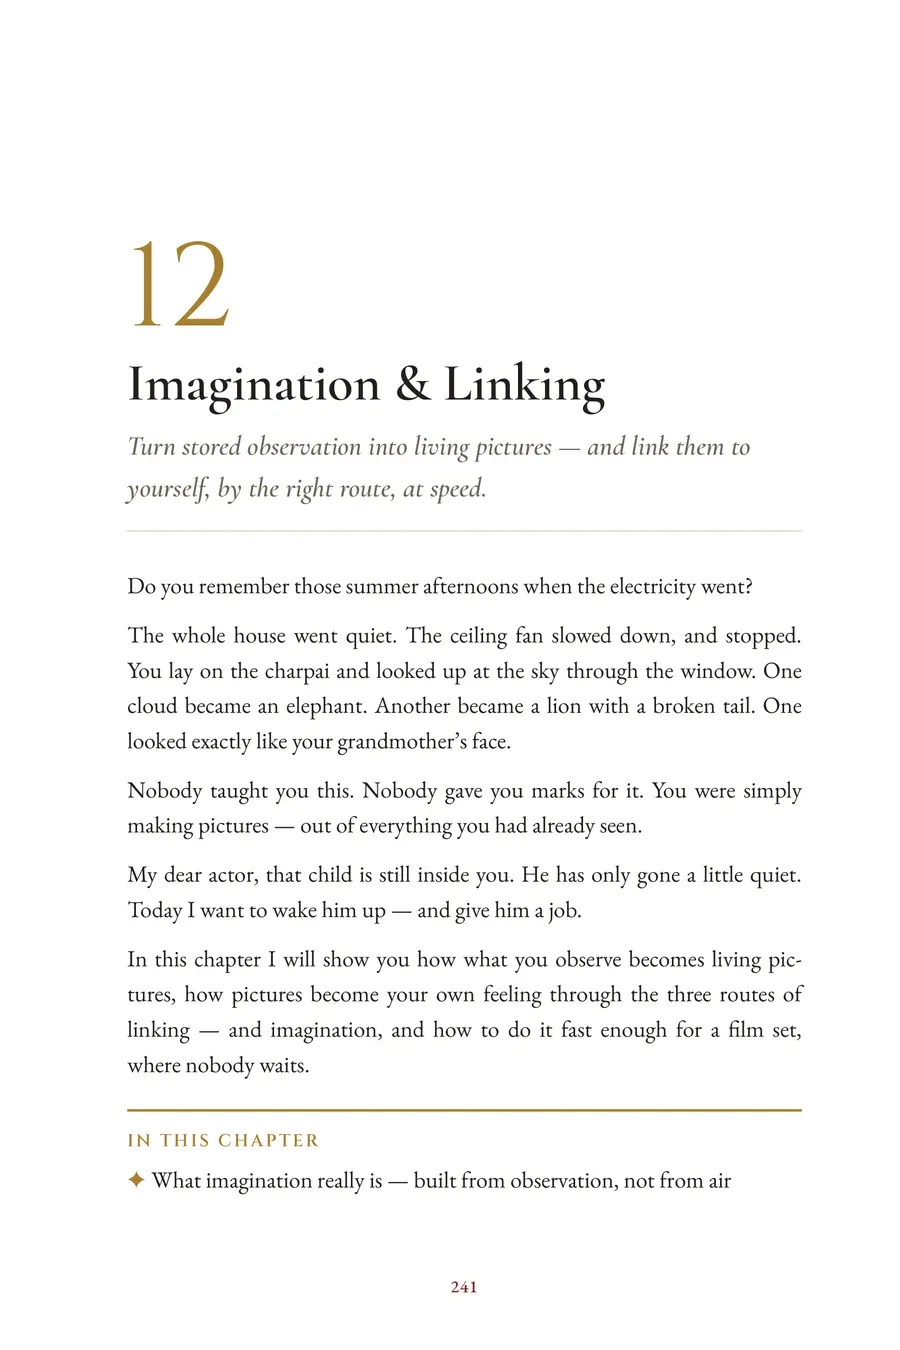 12
Imagination & Linking
Turn stored observation into living pictures — and link them to
yourself, by the right route, at speed.
Do you remember those summer afternoons when the electricity went?
The whole house went quiet. The ceiling fan slowed down, and stopped.
You lay on the charpai and looked up at the sky through the window. One
cloud became an elephant. Another became a lion with a broken tail. One
looked exactly like your grandmother’s face.
Nobody taught you this. Nobody gave you marks for it. You were simply
making pictures — out of everything you had already seen.
My dear actor, that child is still inside you. He has only gone a little quiet.
Today I want to wake him up — and give him a job.
In this chapter I will show you how what you observe becomes living pic-
tures, how pictures become your own feeling through the three routes of
linking — and imagination, and how to do it fast enough for a film set,
where nobody waits.
IN THIS CHAPTER
✦ What imagination really is — built from observation, not from air
241